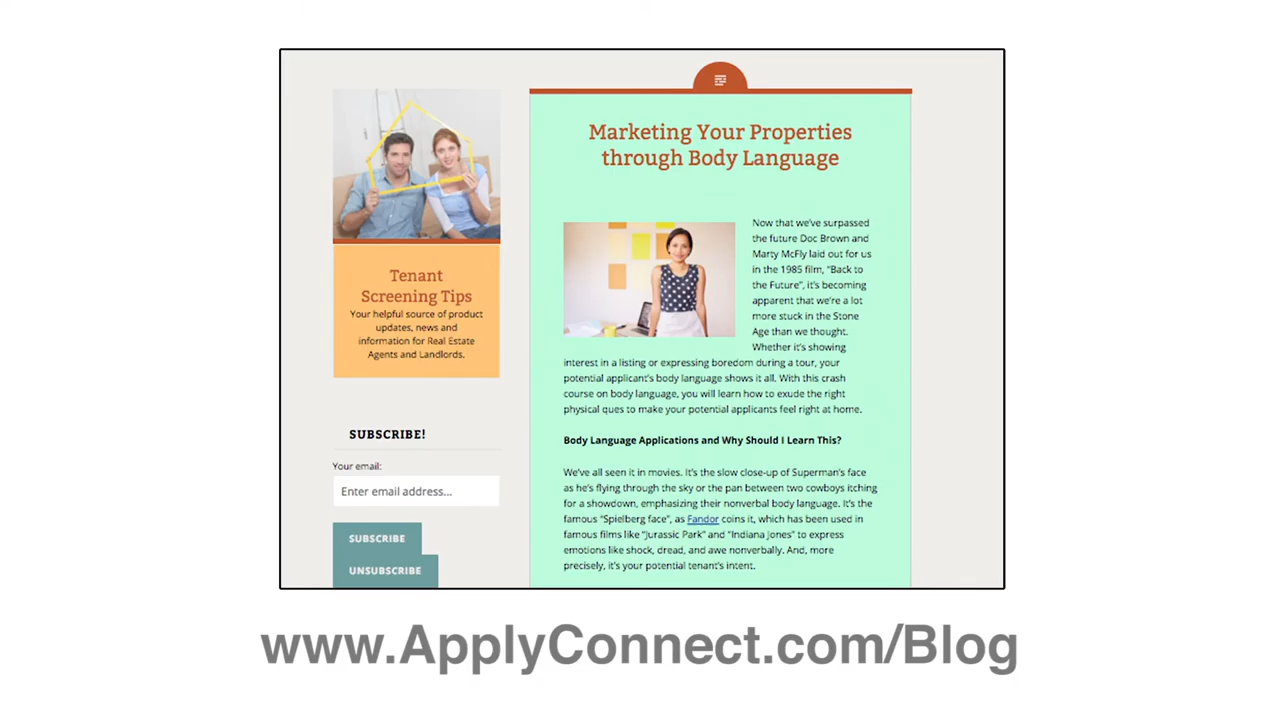 Tenant
Screening Tips
Your helpful source of product
updates, news and
information for Real Estate
Agents and Landlords.
SUBSCRIBE!
Your email:
Enter email address...
SUBSCRIBE
UNSUBSCRIBE
Marketing Your Properties
through Body Language
Now that we've surpassed
the future Doc Brown and
Marty McFly laid out for us
in the 1985 film, "Back to
the Future", it's becoming
apparent that we're a lot
more stuck in the Stone
Age than we thought.
Whether it's showing
interest in a listing or expressing boredom during a tour, your
potential applicant's body language shows it all. With this crash
course on body language, you will learn how to exude the right
physical ques to make your potential applicants feel right at home.
Body Language Applications and Why Should I Learn This?
We've all seen it in movies. It's the slow close-up of Superman's face
as he's flying through the sky or the pan between two cowboys itching
for a showdown, emphasizing their nonverbal body language. It's the
famous "Spielberg face", as Fandor coins it, which has been used in
famous films like "Jurassic Park" and "Indiana Jones" to express
emotions like shock, dread, and awe nonverbally. And, more
precisely, it's your potential tenant's intent.
www.ApplyConnect.com/Blog